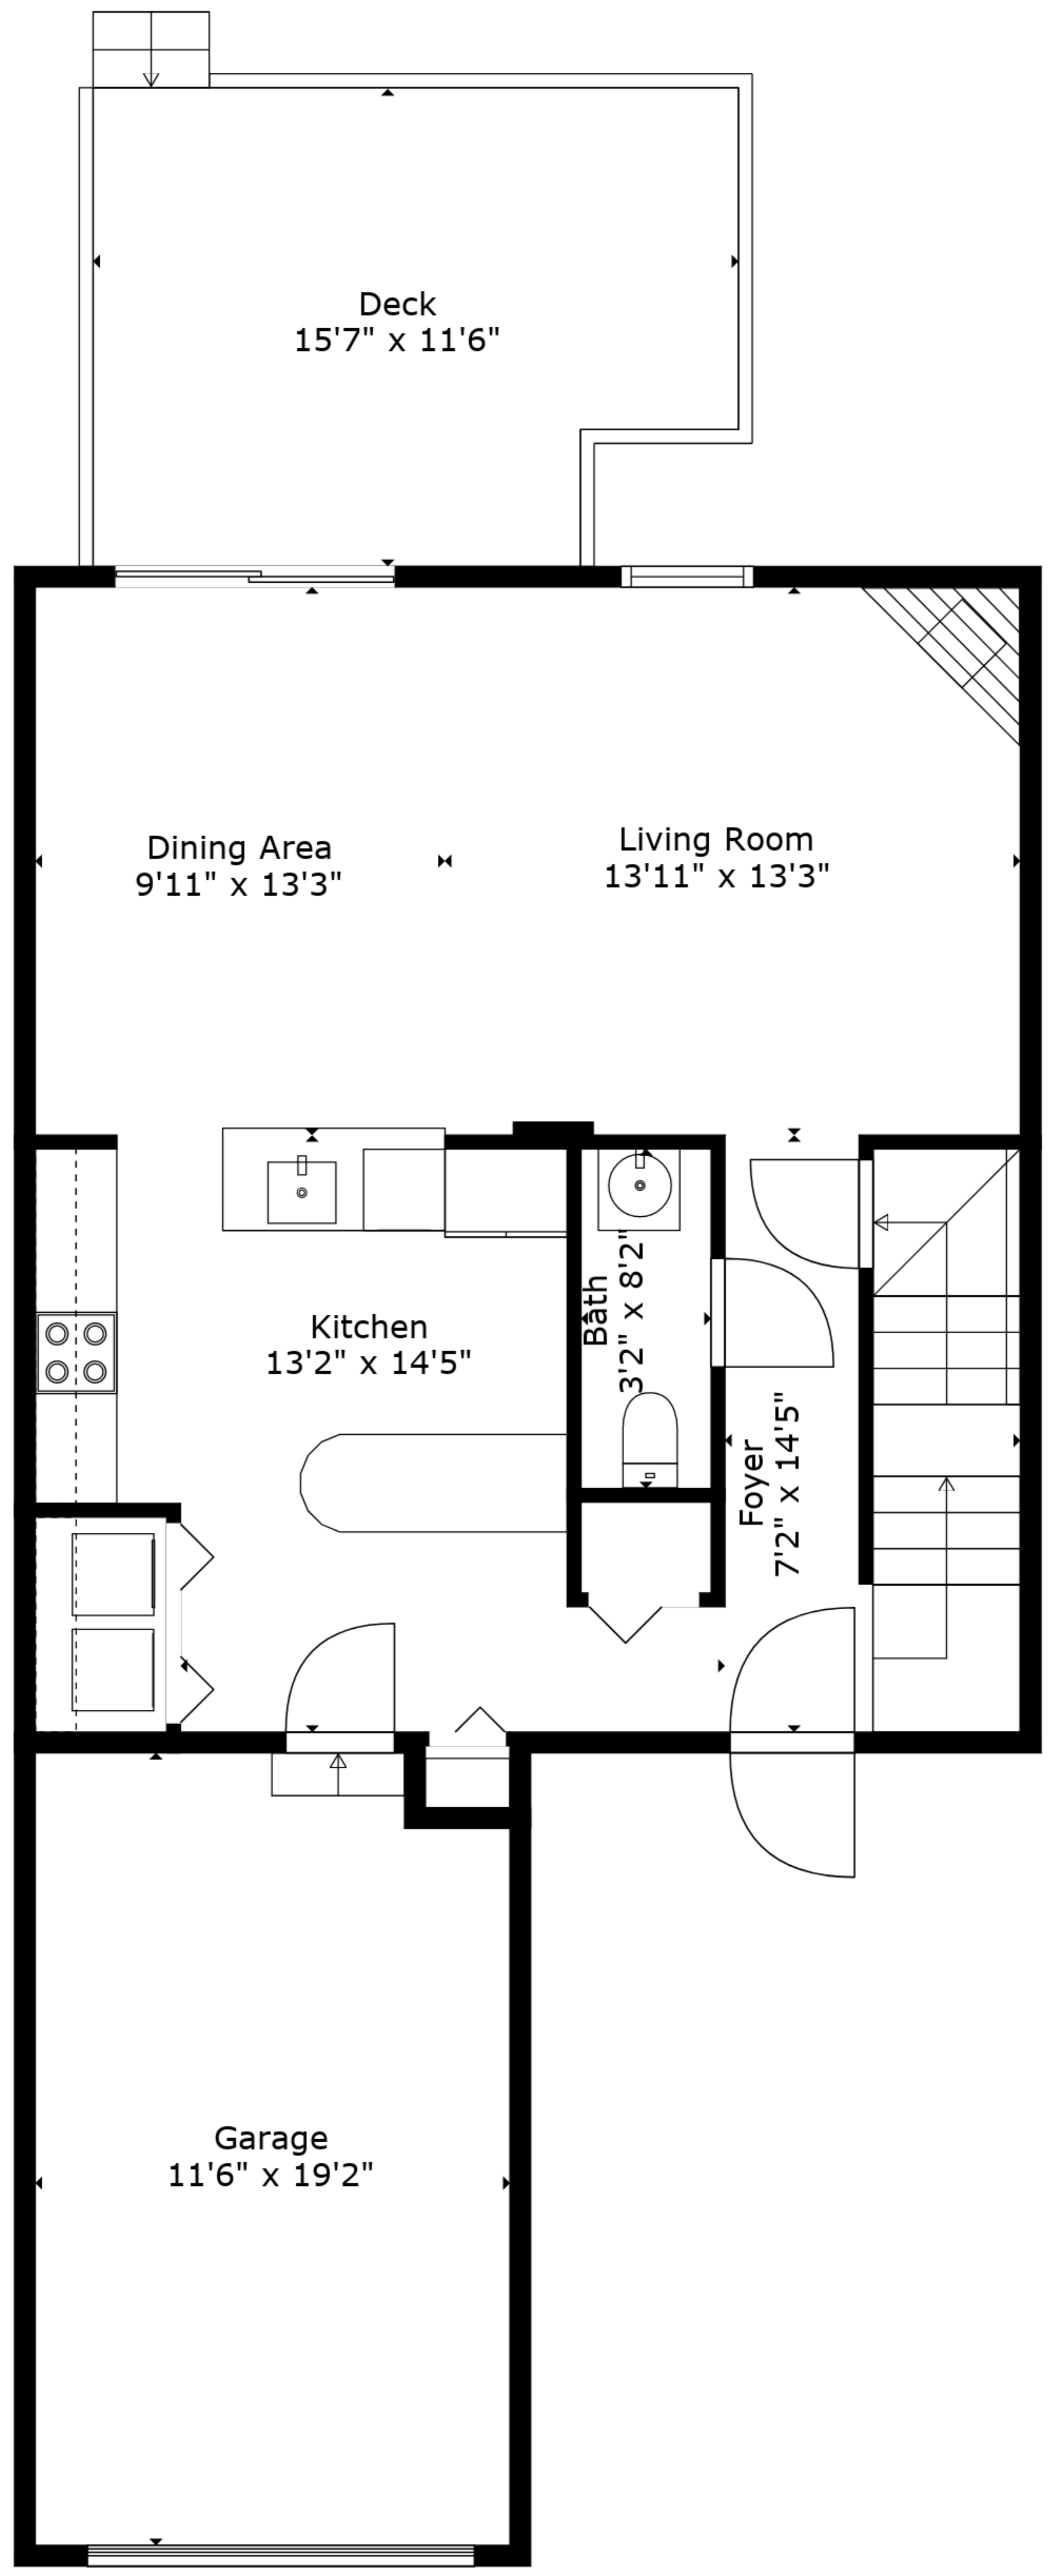 Deck
15'7" x 11'6"
Dining Area
9'11" x 13'3"
Living Room
13'11" x 13'3"
Kitchen
13'2" x 14'5"
Bath
3'2" x 8'2"
Foyer
7'2" x 14'5"
Garage
11'6" x 19'2"